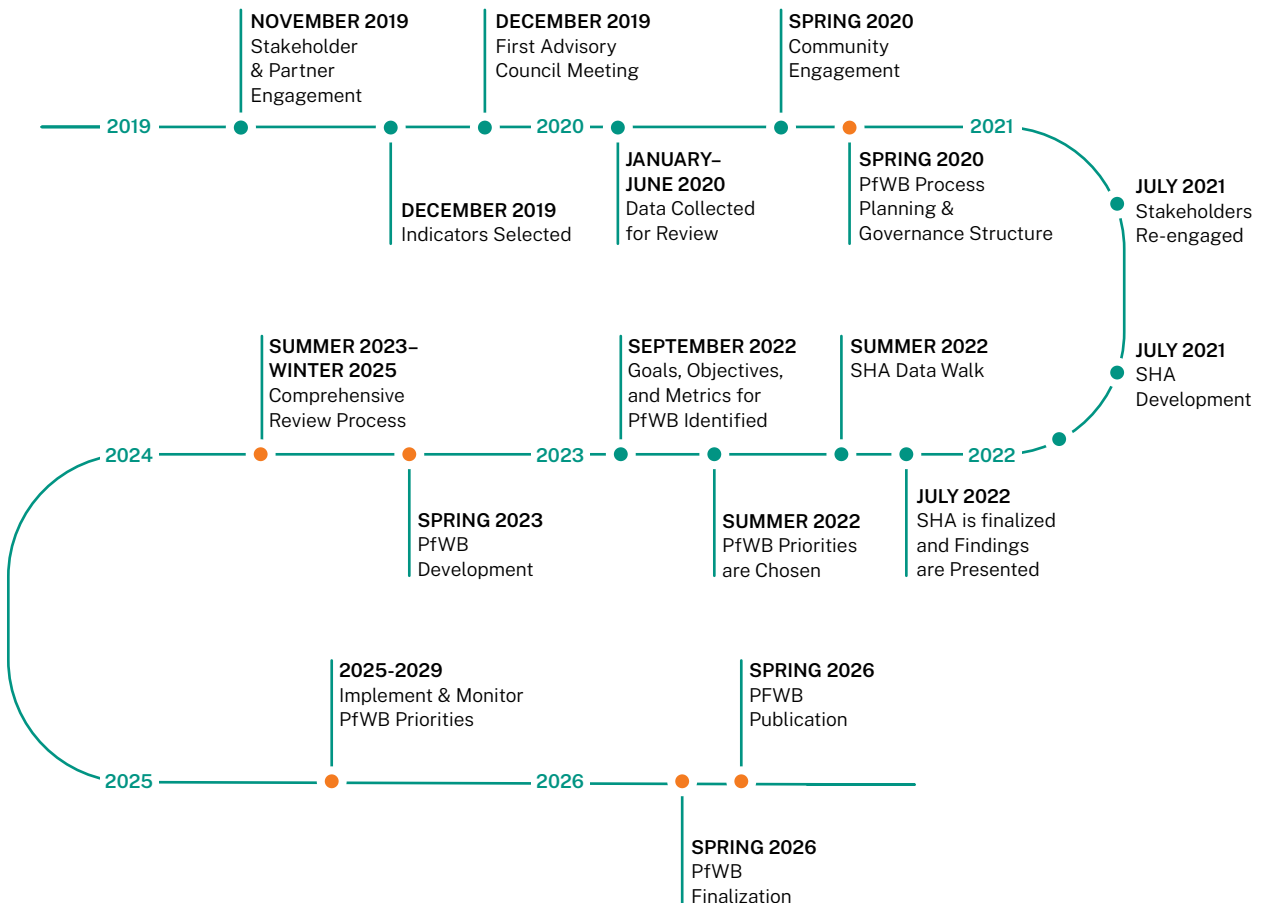 NOVEMBER 2019
Stakeholder
& Partner
Engagement
DECEMBER 2019
First Advisory
Council Meeting
SPRING 2020
Community
Engagement
2019
2020
2021
DECEMBER 2019
Indicators Selected
JANUARY–
JUNE 2020
Data Collected
for Review
SPRING 2020
PfWB Process
Planning &
Governance Structure
JULY 2021
Stakeholders
Re-engaged
JULY 2021
SHA
Development
SUMMER 2022
SHA Data Walk
SEPTEMBER 2022
Goals, Objectives,
and Metrics for
PfWB Identified
SUMMER 2023–
WINTER 2025
Comprehensive
Review Process
2024
2023
2022
JULY 2022
SHA is finalized
and Findings
are Presented
SUMMER 2022
PfWB Priorities
are Chosen
SPRING 2023
PfWB
Development
2025-2029
Implement & Monitor
PfWB Priorities
SPRING 2026
PFWB
Publication
2025
2026
SPRING 2026
PfWB
Finalization